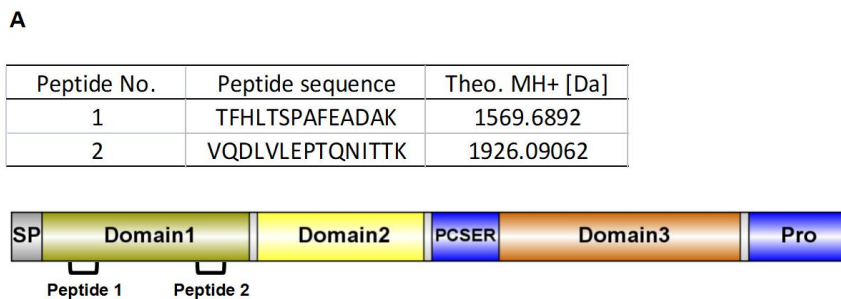 A
Peptide No. Peptide sequence Theo. MH+ [Da]
1 TFHLTSPAFEADAK 1569.6892
2 VQDLVLEPTQNITTK 1926.09062
SP Domain1 Domain2 PCSER Domain3 Pro
Peptide 1 Peptide 2